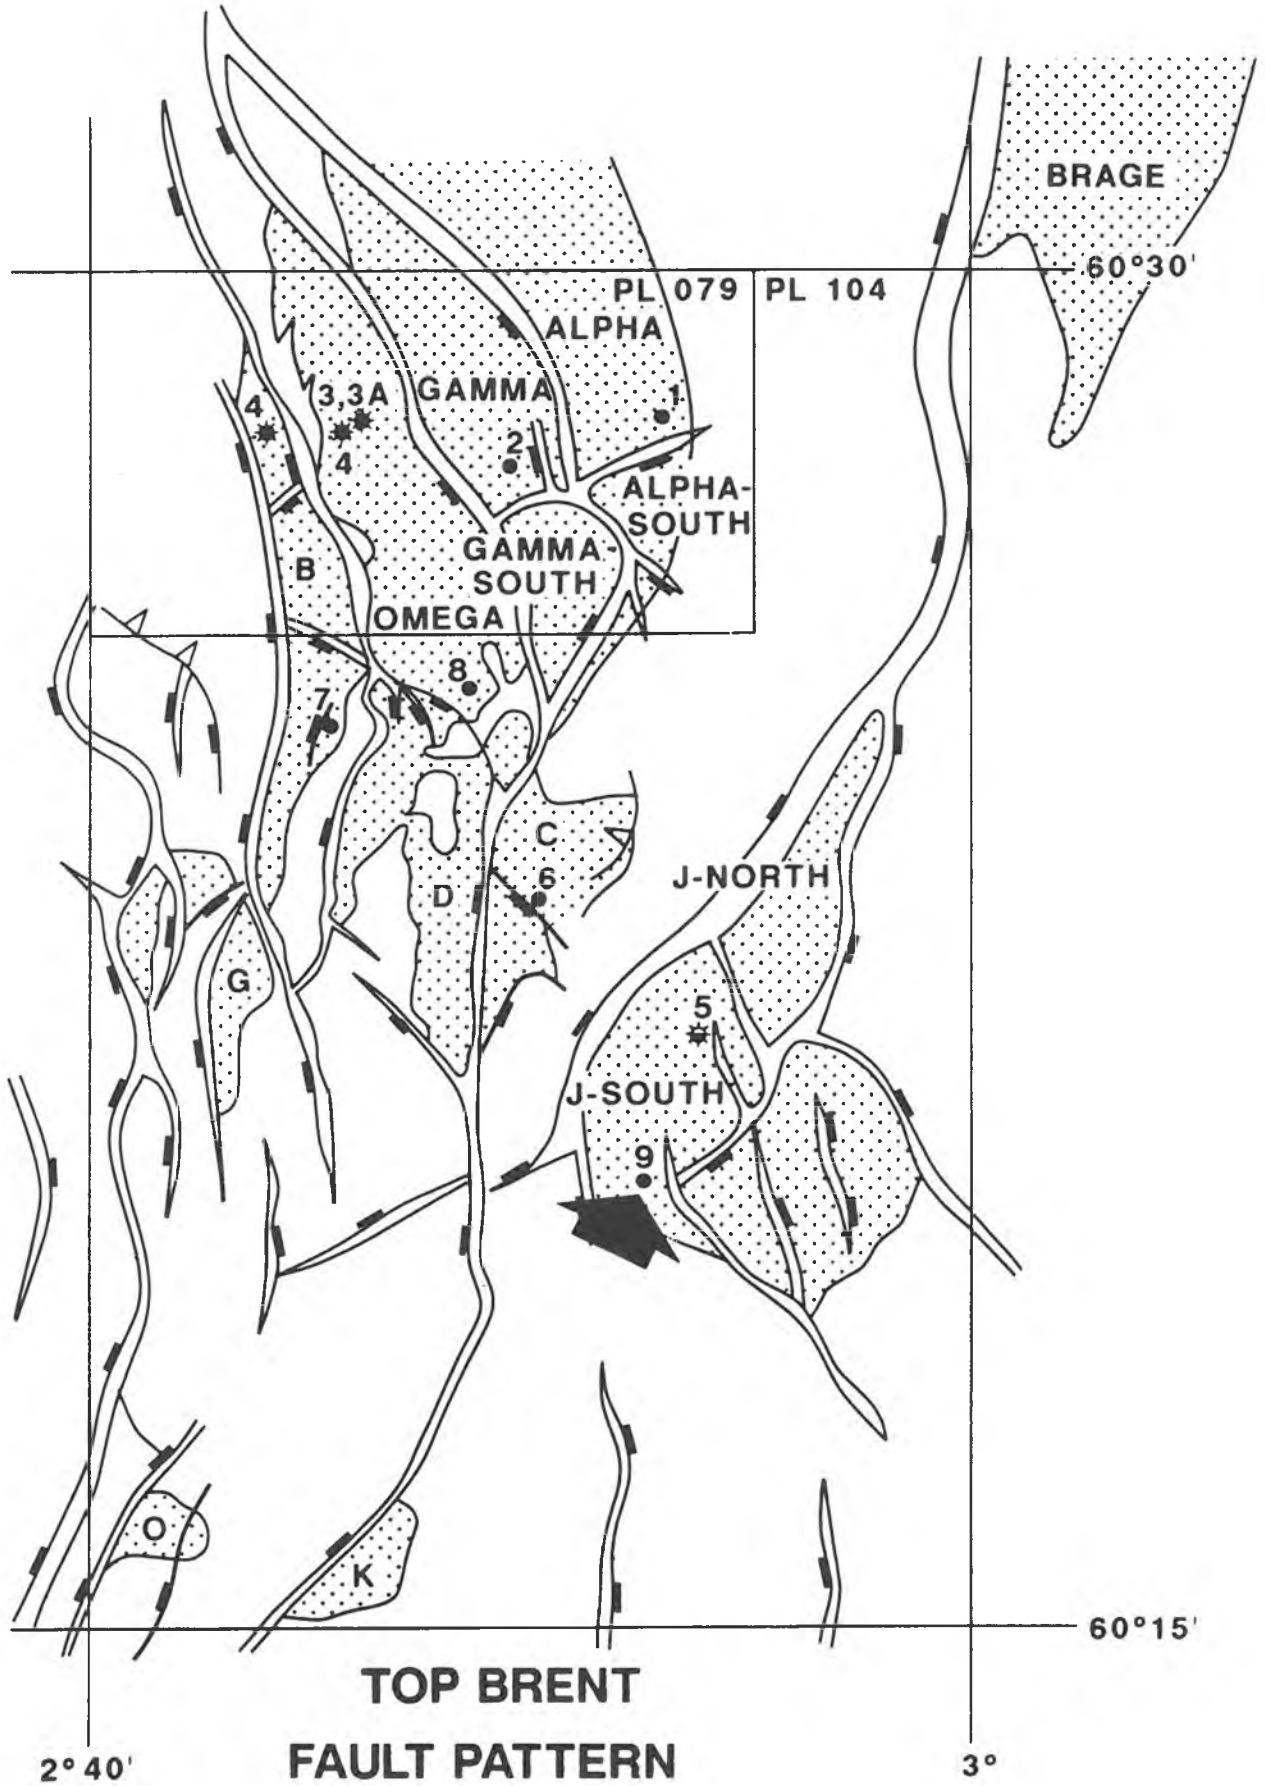 BRAGE
60°30'
PL 079
PL 104
ALPHA
GAMMA
3,3A
4
1
4
2
ALPHA-
SOUTH
GAMMA-
SOUTH
B
OMEGA
8
7
C
J-NORTH
6
D
G
5
J-SOUTH
9
O
K
60°15'
TOP BRENT
FAULT PATTERN
2°40'
3°